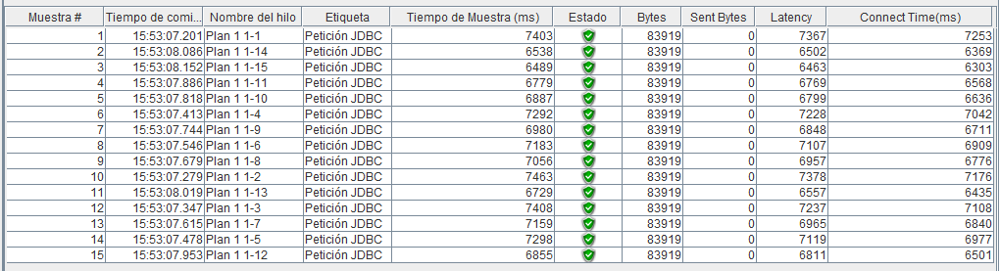 Muestra # Tiempo de comi... Nombre del hilo Etiqueta Tiempo de Muestra (ms) Estado Bytes Sent Bytes Latency Connect Time(ms)
1 15:53:07.201 Plan 1 1-1 Petición JDBC 7403 83919 0 7367 7253
2 15:53:08.086 Plan 1 1-14 Petición JDBC 6538 83919 0 6502 6369
3 15:53:08.152 Plan 1 1-15 Petición JDBC 6489 83919 0 6463 6303
4 15:53:07.886 Plan 1 1-11 Petición JDBC 6779 83919 0 6769 6568
5 15:53:07.818 Plan 1 1-10 Petición JDBC 6887 83919 0 6799 6636
6 15:53:07.413 Plan 1 1-4 Petición JDBC 7292 83919 0 7228 7042
7 15:53:07.744 Plan 1 1-9 Petición JDBC 6980 83919 0 6848 6711
8 15:53:07.546 Plan 1 1-6 Petición JDBC 7183 83919 0 7107 6909
9 15:53:07.679 Plan 1 1-8 Petición JDBC 7056 83919 0 6957 6776
10 15:53:07.279 Plan 1 1-2 Petición JDBC 7463 83919 0 7378 7176
11 15:53:08.019 Plan 1 1-13 Petición JDBC 6729 83919 0 6557 6435
12 15:53:07.347 Plan 1 1-3 Petición JDBC 7408 83919 0 7237 7108
13 15:53:07.615 Plan 1 1-7 Petición JDBC 7159 83919 0 6965 6840
14 15:53:07.478 Plan 1 1-5 Petición JDBC 7298 83919 0 7119 6977
15 15:53:07.953 Plan 1 1-12 Petición JDBC 6855 83919 0 6811 6501